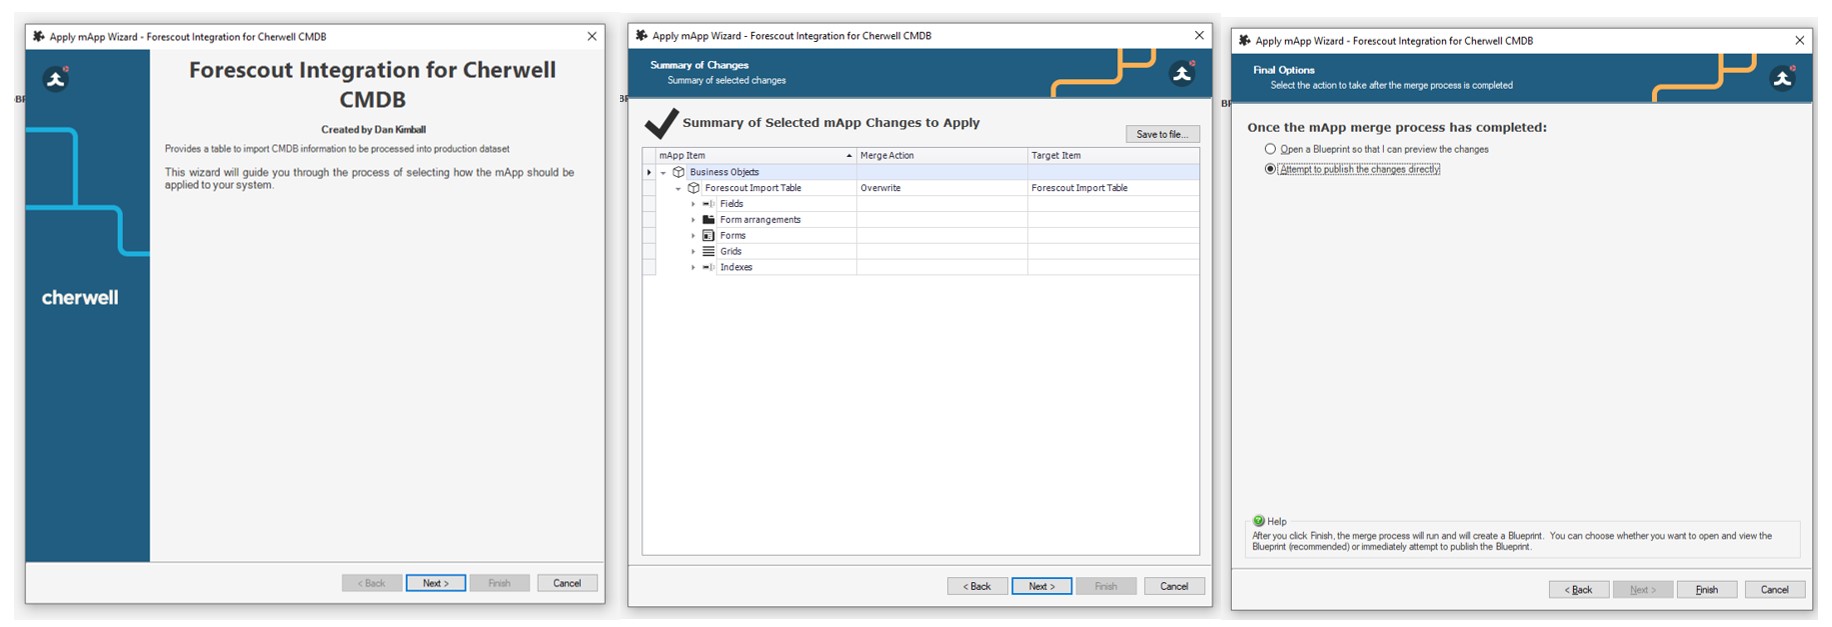 Apply mApp Wizard - Forescout Integration for Cherwell CMDB
Forescout Integration for Cherwell
CMDB
Created by Dan Kimball
Provides a table to import CMDB information to be processed into production dataset
This wizard will guide you through the process of selecting how the mApp should be
applied to your system.
cherwell
< Back Next > Finish Cancel
Apply mApp Wizard - Forescout Integration for Cherwell CMDB
Summary of Changes
Summary of selected changes
Summary of Selected mApp Changes to Apply
Save to file...
mApp Item Merge Action Target Item
Business Objects
Forescout Import Table Overwrite Forescout Import Table
Fields
Form arrangements
Forms
Grids
Indexes
< Back Next > Finish Cancel
Apply mApp Wizard - Forescout Integration for Cherwell CMDB
Final Options
Select the action to take after the merge process is completed
Once the mApp merge process has completed:
Open a Blueprint so that I can preview the changes
Attempt to publish the changes directly
Help
After you click Finish, the merge process will run and will create a Blueprint. You can choose whether you want to open and view the
Blueprint (recommended) or immediately attempt to publish the Blueprint.
< Back Next > Finish Cancel